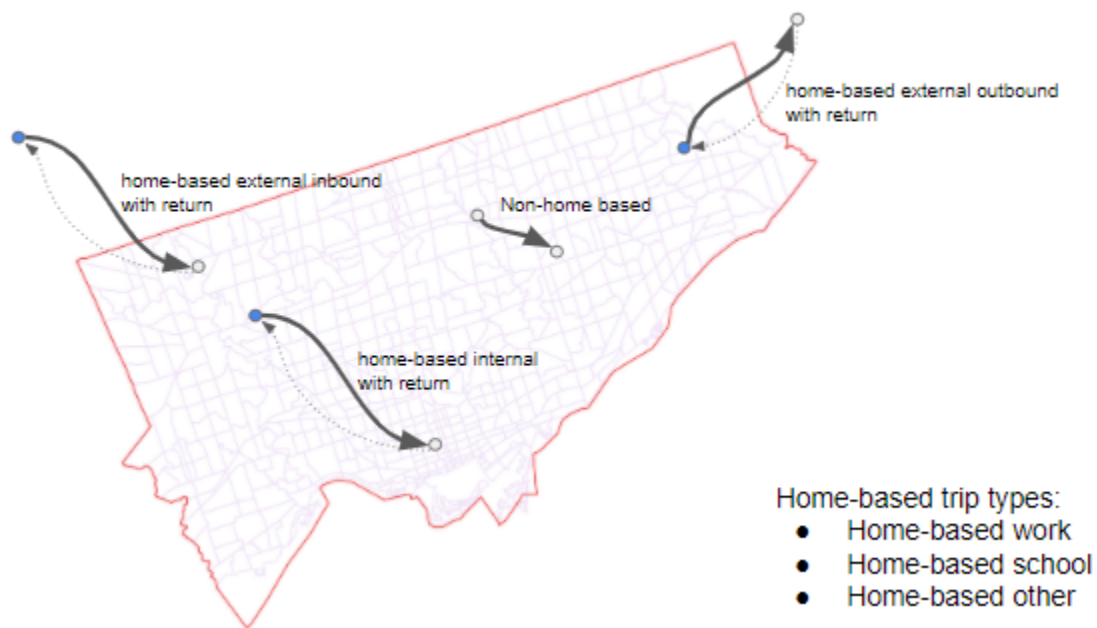 home-based external outbound
with return
home-based external inbound
with return
Non-home based
home-based internal
with return
Home-based trip types:
● Home-based work
● Home-based school
● Home-based other